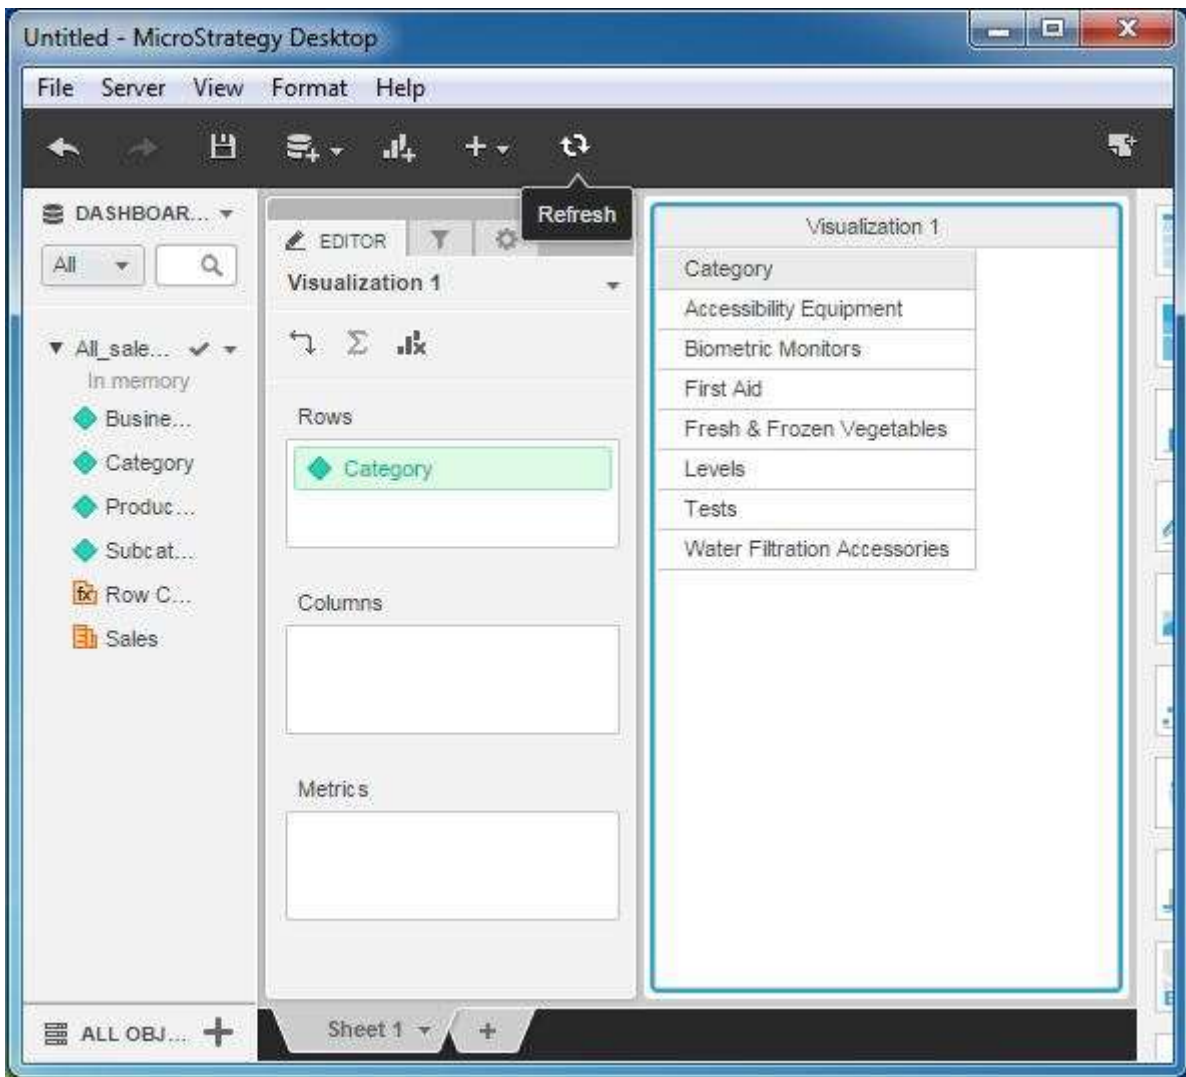 Untitled - MicroStrategy Desktop
File Server View Format Help
Refresh
DASHBOAR...
All
All_sale...
In memory
Busine...
Category
Produc...
Subcat...
Row C...
Sales
ALL OBJ...
EDITOR
Visualization 1
Rows
Category
Columns
Metrics
Sheet 1
Visualization 1
Category
Accessibility Equipment
Biometric Monitors
First Aid
Fresh & Frozen Vegetables
Levels
Tests
Water Filtration Accessories